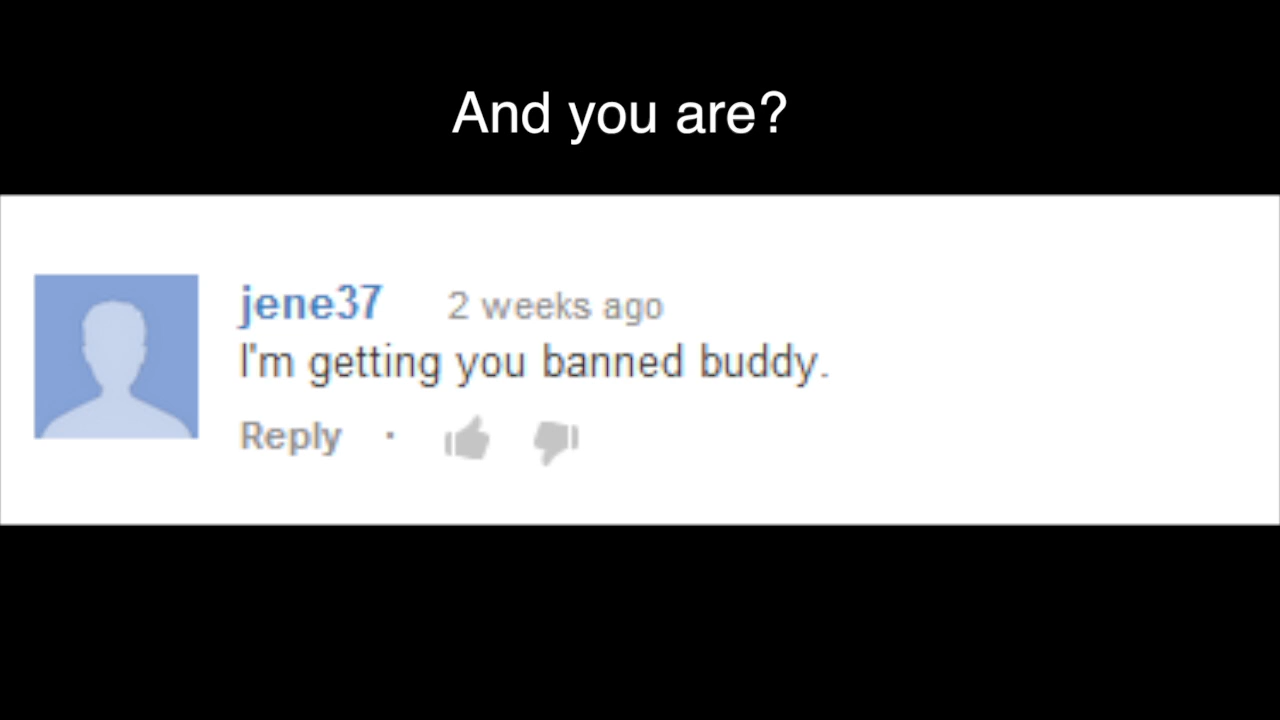 And you are?
jene37 2 weeks ago
I'm getting you banned buddy.
Reply ·